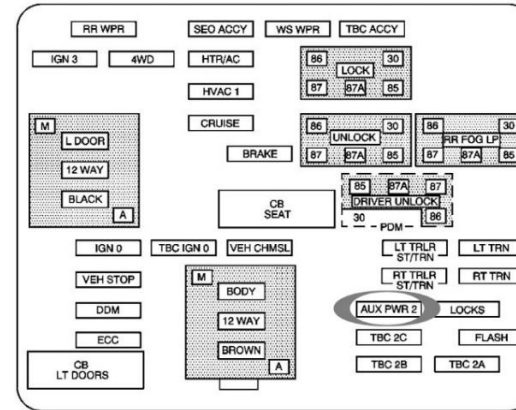 RR WPR
SEO ACCY
WS WPR
TBC ACCY
IGN 3
4WD
HTR/AC
86
30
LOCK
87
87A
85
HVAC 1
CRUISE
86
30
UNLOCK
87
87A
85
86
30
RR FOG LP
87
87A
85
M
L DOOR
12 WAY
BLACK
A
BRAKE
CB
SEAT
85
87A
87
DRIVER UNLOCK
30
86
PDM
IGN 0
TBC IGN 0
VEH CHMSL
LT TRLR
ST/TRN
LT TRN
VEH STOP
M
BODY
12 WAY
BROWN
A
RT TRLR
ST/TRN
RT TRN
DDM
AUX PWR 2
LOCKS
ECC
TBC 2C
FLASH
CB
LT DOORS
TBC 2B
TBC 2A